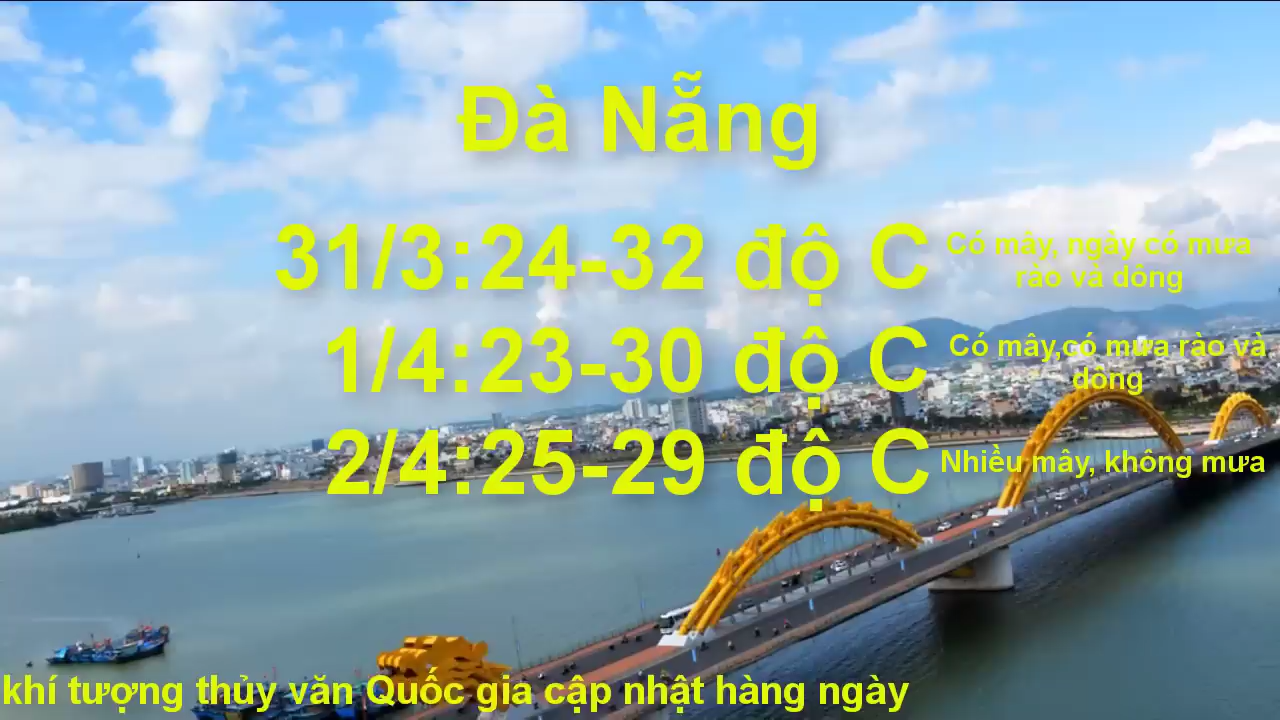 Đà Nẵng
31/3:24-32 độ C
Có mây, ngày có mưa
rào và dông
1/4:23-30 độ C
Có mây,có mưa rào và
dông
2/4:25-29 độ C
Nhiều mây, không mưa
khí tượng thủy văn Quốc gia cập nhật hàng ngày